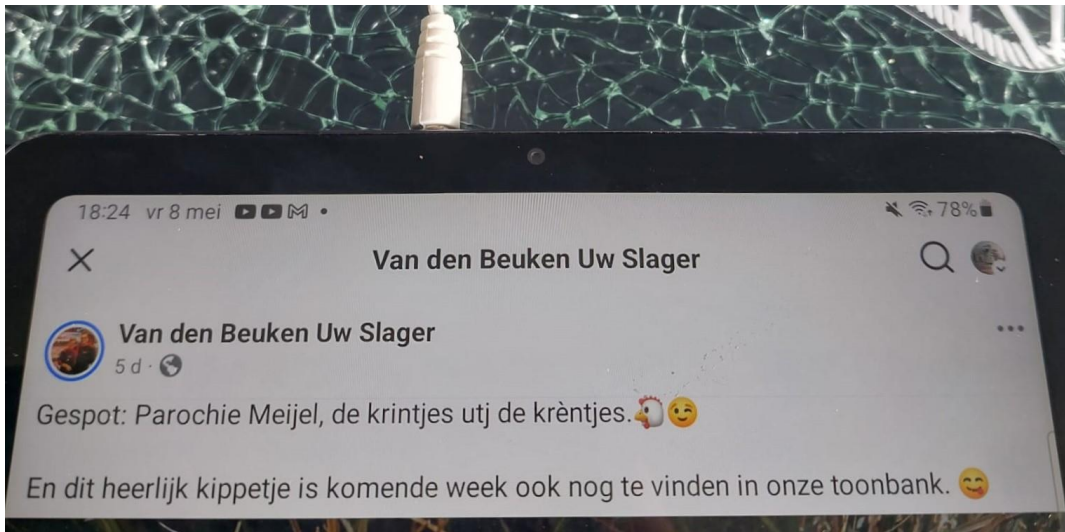 18:24 vr 8 mei 78%
Van den Beuken Uw Slager
Van den Beuken Uw Slager
5 d ·
Gespot: Parochie Meijel, de krintjes utj de krèntjes.🐔😉
En dit heerlijk kippetje is komende week ook nog te vinden in onze toonbank. 😋